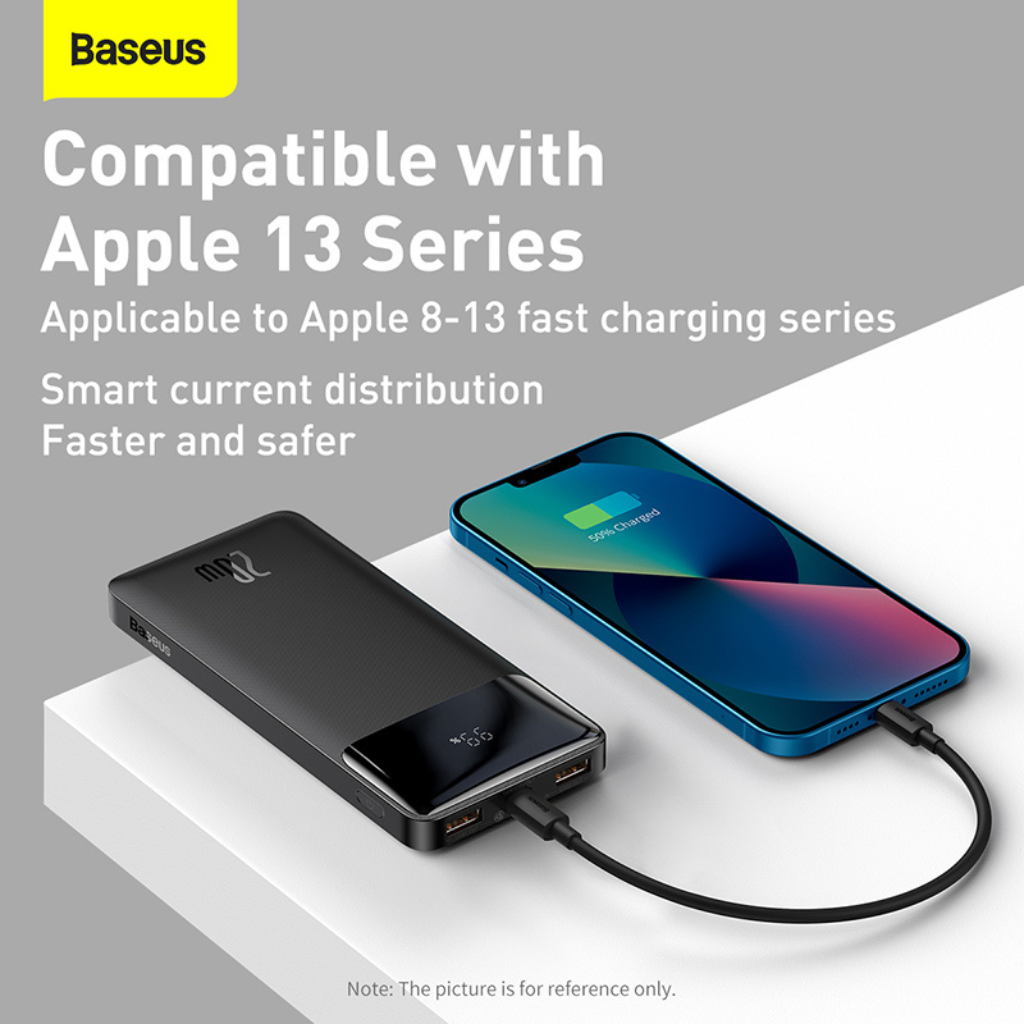 Baseus
Compatible with
Apple 13 Series
Applicable to Apple 8-13 fast charging series
Smart current distribution
Faster and safer
50% Charged
20W
Baseus
Note: The picture is for reference only.